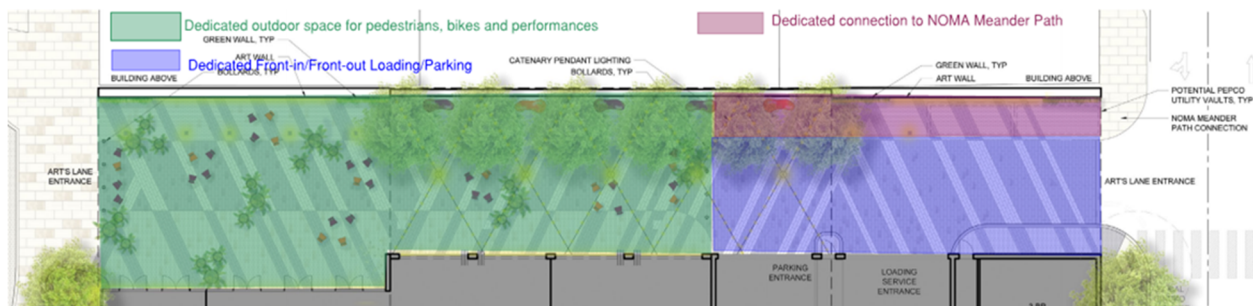 Dedicated outdoor space for pedestrians, bikes and performances
Dedicated connection to NOMA Meander Path
GREEN WALL, TYP
ART WALL
Dedicated Front-in/Front-out Loading/Parking
BOLLARDS, TYP
BUILDING ABOVE
CATENARY PENDANT LIGHTING
BOLLARDS, TYP
GREEN WALL, TYP
ART WALL
BUILDING ABOVE
POTENTIAL PEPCO
UTILITY VAULTS, TYP
NOMA MEANDER
PATH CONNECTION
ART'S LANE
ENTRANCE
ART'S LANE ENTRANCE
PARKING
ENTRANCE
LOADING
SERVICE
ENTRANCE